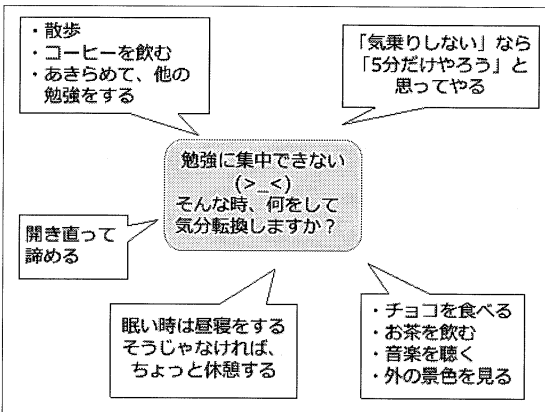 ・散歩
・コーヒーを飲む
・あきらめて、他の
勉強をする
「気乗りしない」なら
「5分だけやろう」と
思ってやる
勉強に集中できない
(>_<)
そんな時、何をして
気分転換しますか？
開き直って
諦める
眠い時は昼寝をする
そうじゃなければ、
ちょっと休憩する
・チョコを食べる
・お茶を飲む
・音楽を聴く
・外の景色を見る